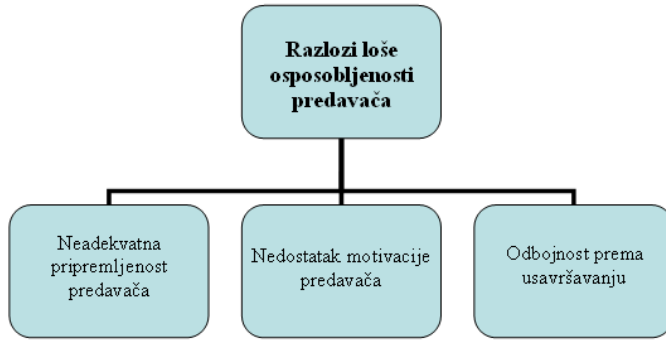 Razlozi loše
osposobljenosti
predavača
Neadekvatna
pripremljenost
predavača
Nedostatak motivacije
predavača
Odbojnost prema
usavršavanju